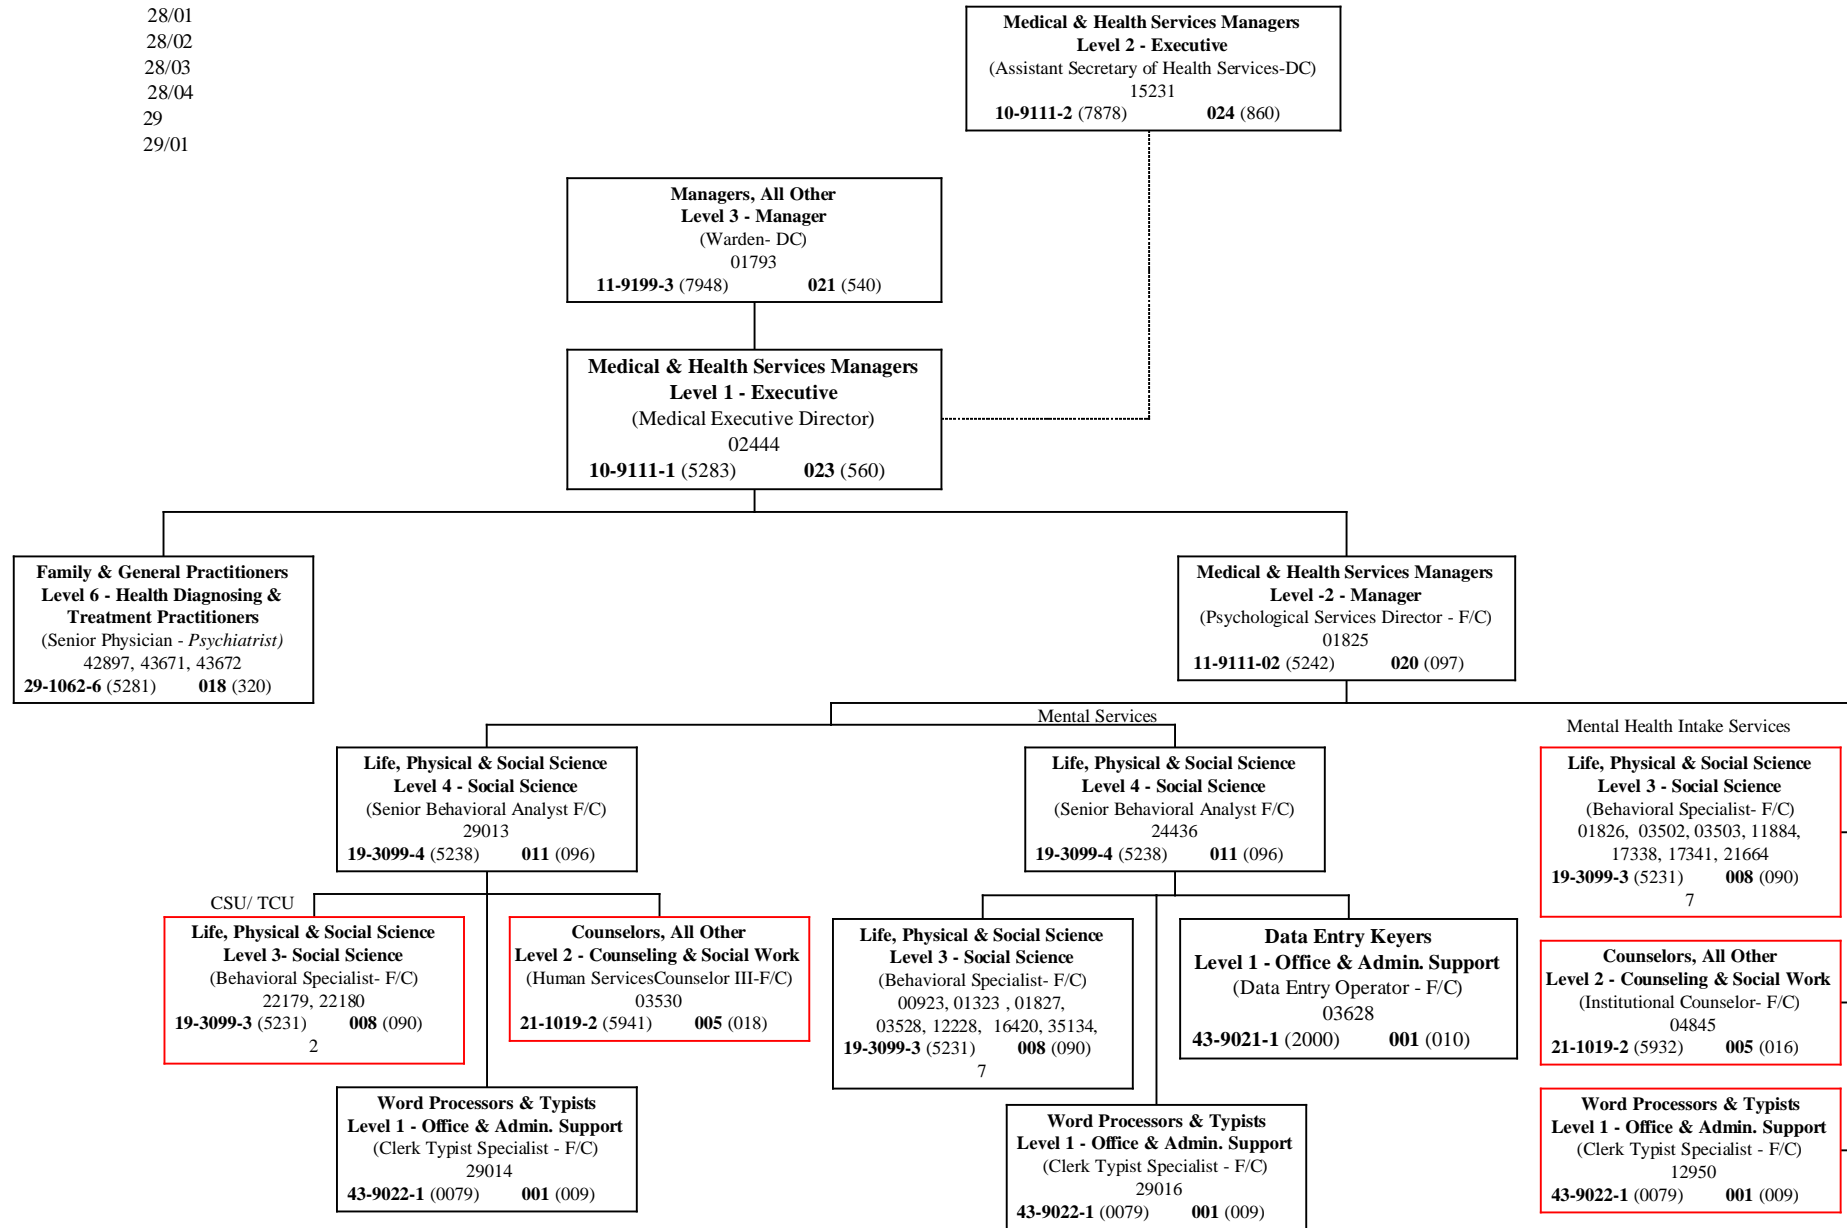 28/01
28/02
28/03
28/04
29
29/01
Medical & Health Services Managers
Level 2 - Executive
(Assistant Secretary of Health Services-DC)
15231
10-9111-2 (7878) 024 (860)
Managers, All Other
Level 3 - Manager
(Warden- DC)
01793
11-9199-3 (7948) 021 (540)
Medical & Health Services Managers
Level 1 - Executive
(Medical Executive Director)
02444
10-9111-1 (5283) 023 (560)
Family & General Practitioners
Level 6 - Health Diagnosing &
Treatment Practitioners
(Senior Physician - Psychiatrist)
42897, 43671, 43672
29-1062-6 (5281) 018 (320)
Medical & Health Services Managers
Level -2 - Manager
(Psychological Services Director - F/C)
01825
11-9111-02 (5242) 020 (097)
Mental Services
Mental Health Intake Services
Life, Physical & Social Science
Level 4 - Social Science
(Senior Behavioral Analyst F/C)
29013
19-3099-4 (5238) 011 (096)
Life, Physical & Social Science
Level 4 - Social Science
(Senior Behavioral Analyst F/C)
24436
19-3099-4 (5238) 011 (096)
Life, Physical & Social Science
Level 3 - Social Science
(Behavioral Specialist- F/C)
01826, 03502, 03503, 11884,
17338, 17341, 21664
19-3099-3 (5231) 008 (090)
7
CSU/ TCU
Life, Physical & Social Science
Level 3- Social Science
(Behavioral Specialist- F/C)
22179, 22180
19-3099-3 (5231) 008 (090)
2
Counselors, All Other
Level 2 - Counseling & Social Work
(Human ServicesCounselor III-F/C)
03530
21-1019-2 (5941) 005 (018)
Life, Physical & Social Science
Level 3 - Social Science
(Behavioral Specialist- F/C)
00923, 01323 , 01827,
03528, 12228, 16420, 35134,
19-3099-3 (5231) 008 (090)
7
Data Entry Keyers
Level 1 - Office & Admin. Support
(Data Entry Operator - F/C)
03628
43-9021-1 (2000) 001 (010)
Counselors, All Other
Level 2 - Counseling & Social Work
(Institutional Counselor- F/C)
04845
21-1019-2 (5932) 005 (016)
Word Processors & Typists
Level 1 - Office & Admin. Support
(Clerk Typist Specialist - F/C)
29014
43-9022-1 (0079) 001 (009)
Word Processors & Typists
Level 1 - Office & Admin. Support
(Clerk Typist Specialist - F/C)
29016
43-9022-1 (0079) 001 (009)
Word Processors & Typists
Level 1 - Office & Admin. Support
(Clerk Typist Specialist - F/C)
12950
43-9022-1 (0079) 001 (009)